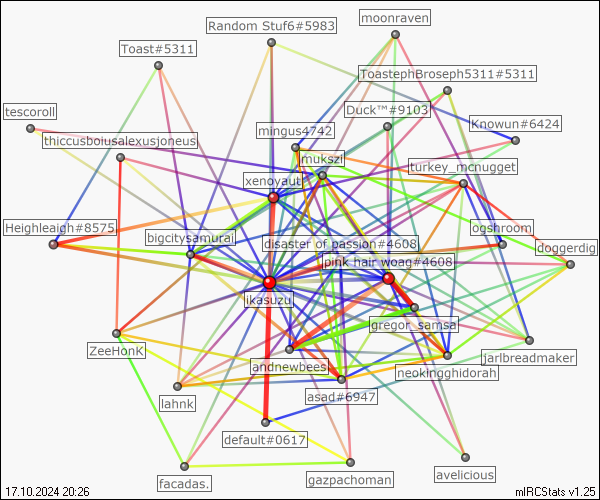 moonraven
Random Stuf6#5983
Toast#5311
ToastephBroseph5311#5311
tescoroll
Duck™#9103
Knowun#6424
mingus4742
thiccusboiusalexusjoneus
mukszi
turkey_mcnugget
xenoyaut
Heighleaigh#8575
ogshroom
bigcitysamurai
disaster of passion#4608
doggerdig
pink hair woag#4608
likasuzu
gregor_samsa
ZeeHonK
jarlbreadmaker
andnewbees
neokingghidorah
asad#6947
lahnk
default#0617
avelicious
gazpachoman
facadas.
17.10.2024 20:26
mIRCStats v1.25